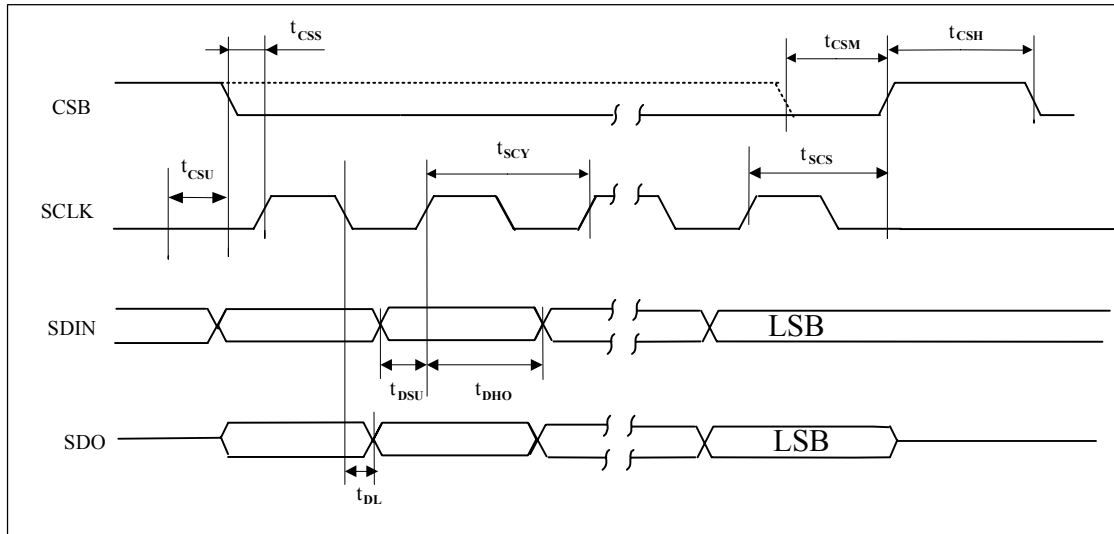 tCSS
tCSM
tCSH
CSB
tCSU
tSCY
tSCS
SCLK
SDIN
LSB
tDSU
tDHO
SDO
LSB
tDL